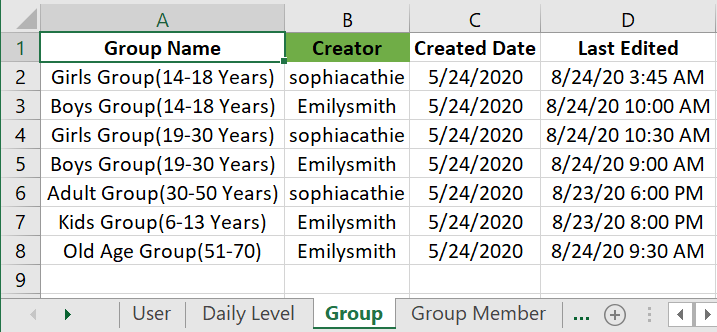 A B C D
1 Group Name Creator Created Date Last Edited
2 Girls Group(14-18 Years) sophiacathie 5/24/2020 8/24/20 3:45 AM
3 Boys Group(14-18 Years) Emilysmith 5/24/2020 8/24/20 10:00 AM
4 Girls Group(19-30 Years) sophiacathie 5/24/2020 8/24/20 10:30 AM
5 Boys Group(19-30 Years) Emilysmith 5/24/2020 8/24/20 9:00 AM
6 Adult Group(30-50 Years) sophiacathie 5/24/2020 8/23/20 6:00 PM
7 Kids Group(6-13 Years) Emilysmith 5/24/2020 8/23/20 8:00 PM
8 Old Age Group(51-70) Emilysmith 5/24/2020 8/24/20 9:30 AM
9
User Daily Level Group Group Member ...